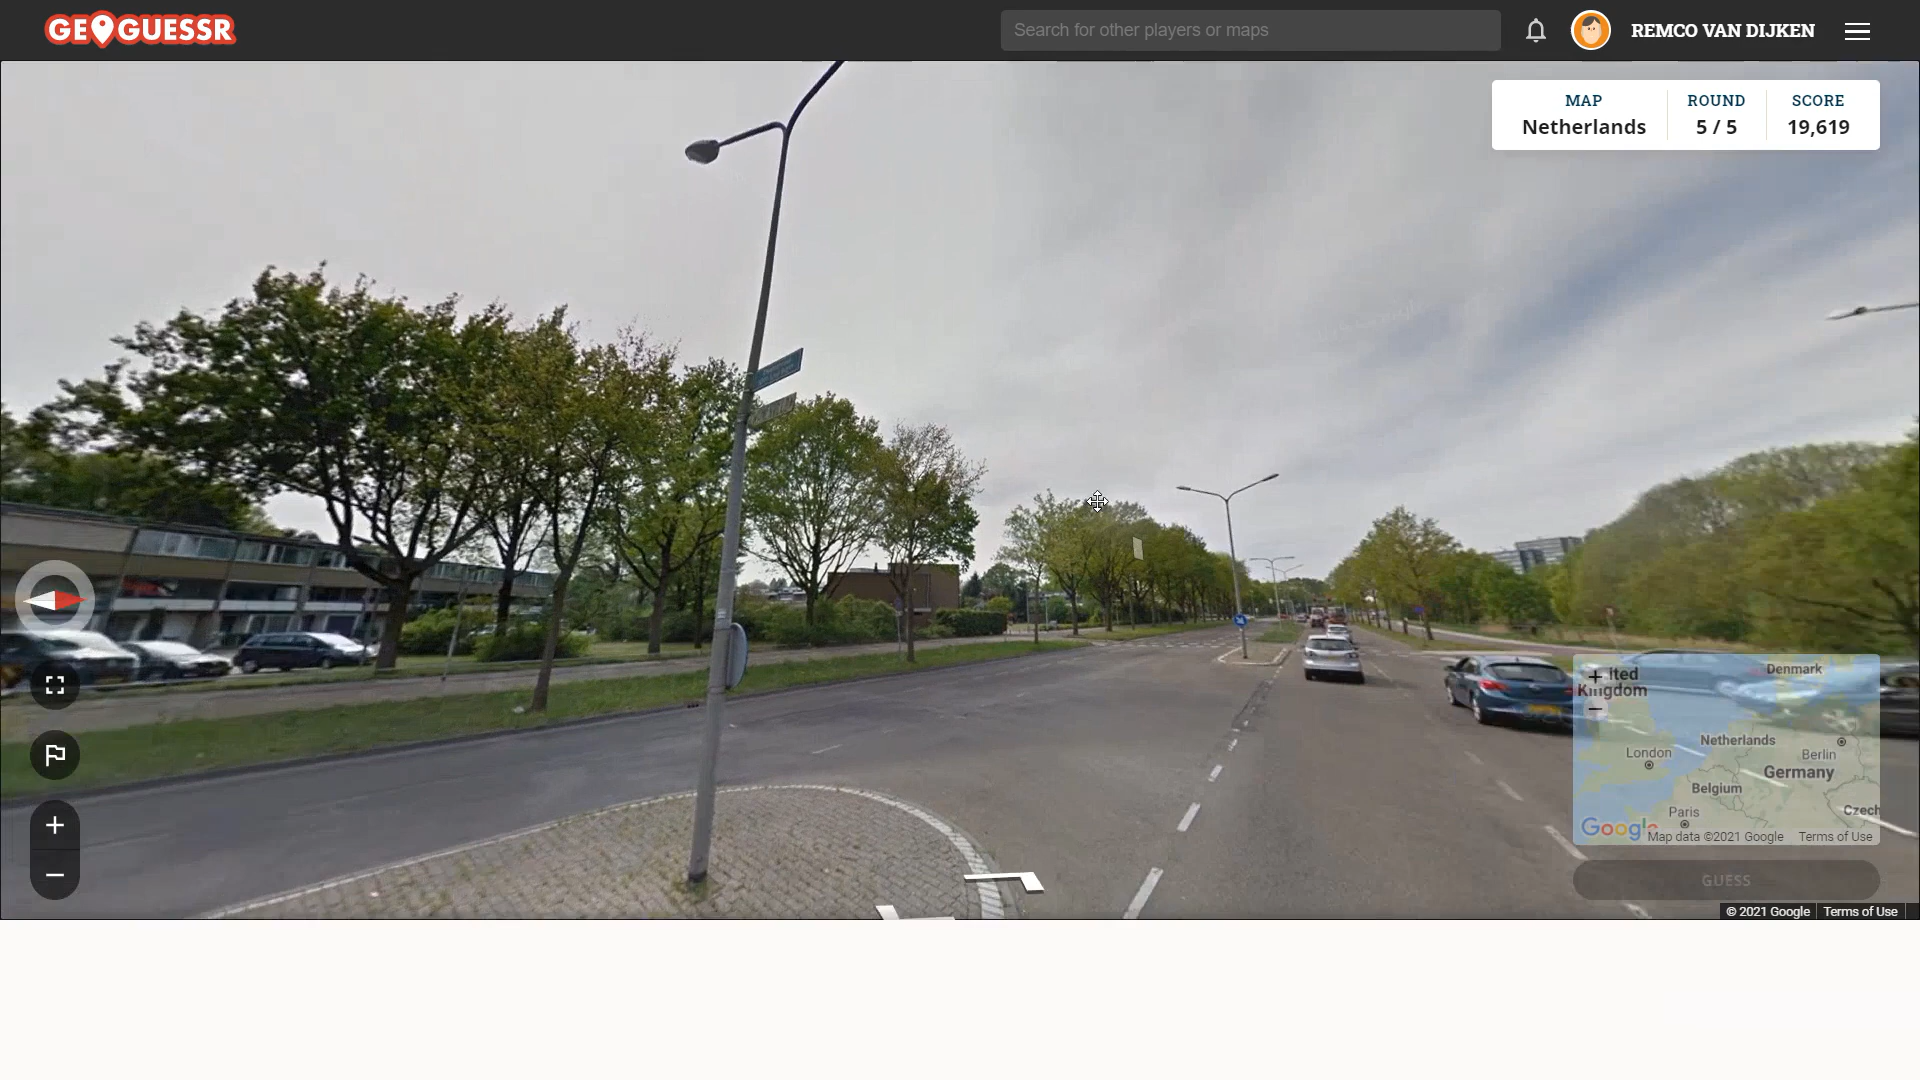 GEOGUESSR
Search for other players or maps
REMCO VAN DIJKEN
MAP
Netherlands
ROUND
5 / 5
SCORE
19,619
ited
Kingdom
Denmark
Netherlands
London
Berlin
Germany
Belgium
Paris
Czech
Google
Map data ©2021 Google
Terms of Use
GUESS
© 2021 Google
Terms of Use